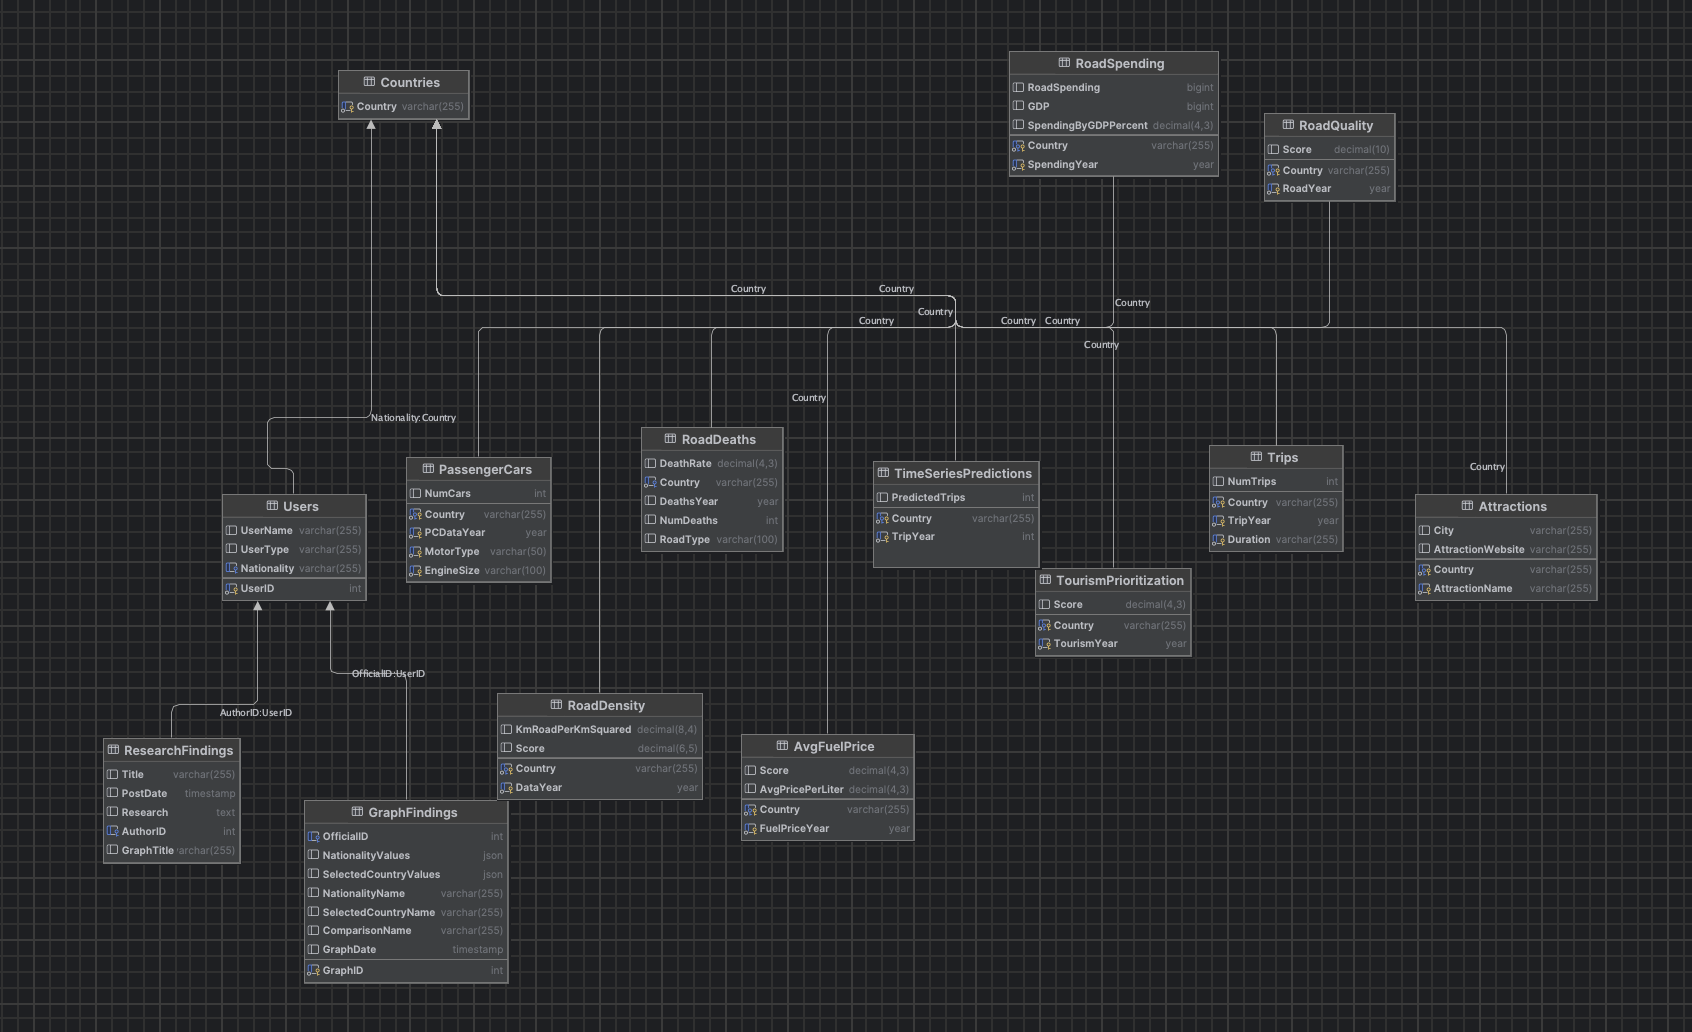 Countries
Country varchar(255)
RoadSpending
RoadSpending bigint
GDP bigint
SpendingByGDPPercent decimal(4,3)
Country varchar(255)
SpendingYear year
RoadQuality
Score decimal(10)
Country varchar(255)
RoadYear year
Country
Country
Country
Country
Country
Country
Country
Country
Country
Nationality:Country
Country
RoadDeaths
DeathRate decimal(4,3)
Country varchar(255)
DeathsYear year
NumDeaths int
RoadType varchar(100)
PassengerCars
NumCars int
Country varchar(255)
PCDataYear year
MotorType varchar(50)
EngineSize varchar(100)
TimeSeriesPredictions
PredictedTrips int
Country varchar(255)
TripYear int
Trips
NumTrips int
Country varchar(255)
TripYear year
Duration varchar(255)
Users
UserName varchar(255)
UserType varchar(255)
Nationality varchar(255)
UserID int
Attractions
City varchar(255)
AttractionWebsite varchar(255)
Country varchar(255)
AttractionName varchar(255)
TourismPrioritization
Score decimal(4,3)
Country varchar(255)
TourismYear year
OfficialID:UserID
AuthorID:UserID
RoadDensity
KmRoadPerKmSquared decimal(8,4)
Score decimal(6,5)
Country varchar(255)
DataYear year
AvgFuelPrice
Score decimal(4,3)
AvgPricePerLiter decimal(4,3)
Country varchar(255)
FuelPriceYear year
ResearchFindings
Title varchar(255)
PostDate timestamp
Research text
AuthorID int
GraphTitle archar(255)
GraphFindings
OfficialID int
NationalityValues json
SelectedCountryValues json
NationalityName varchar(255)
SelectedCountryName varchar(255)
ComparisonName varchar(255)
GraphDate timestamp
GraphID int